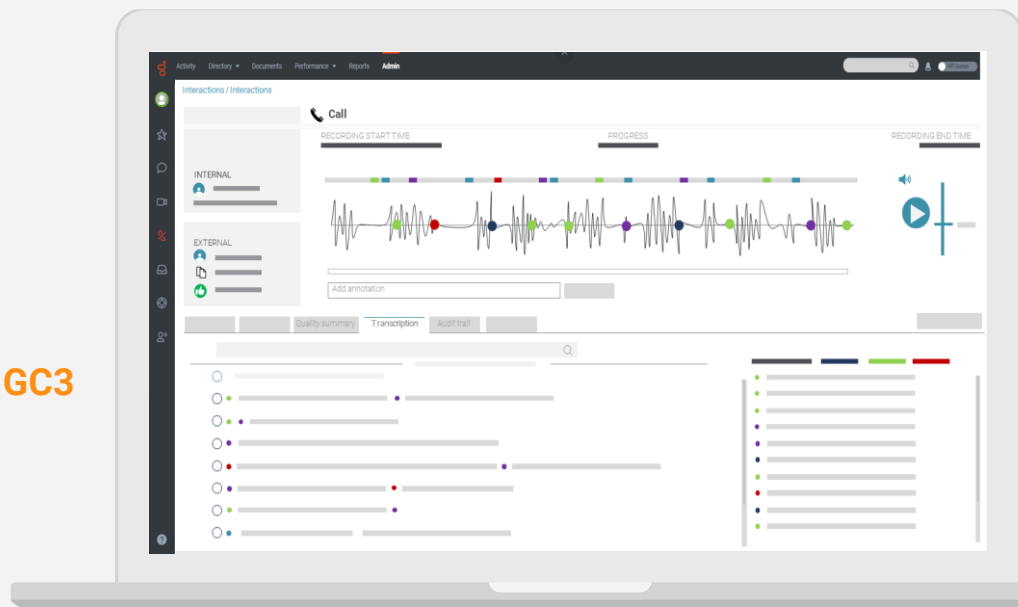 Activity Directory Documents Performance Reports Admin
Interactions / Interactions
Call
RECORDING START TIME PROGRESS RECORDING END TIME
INTERNAL
EXTERNAL
Add annotation
Quality summary Transcription Audit trail
GC3